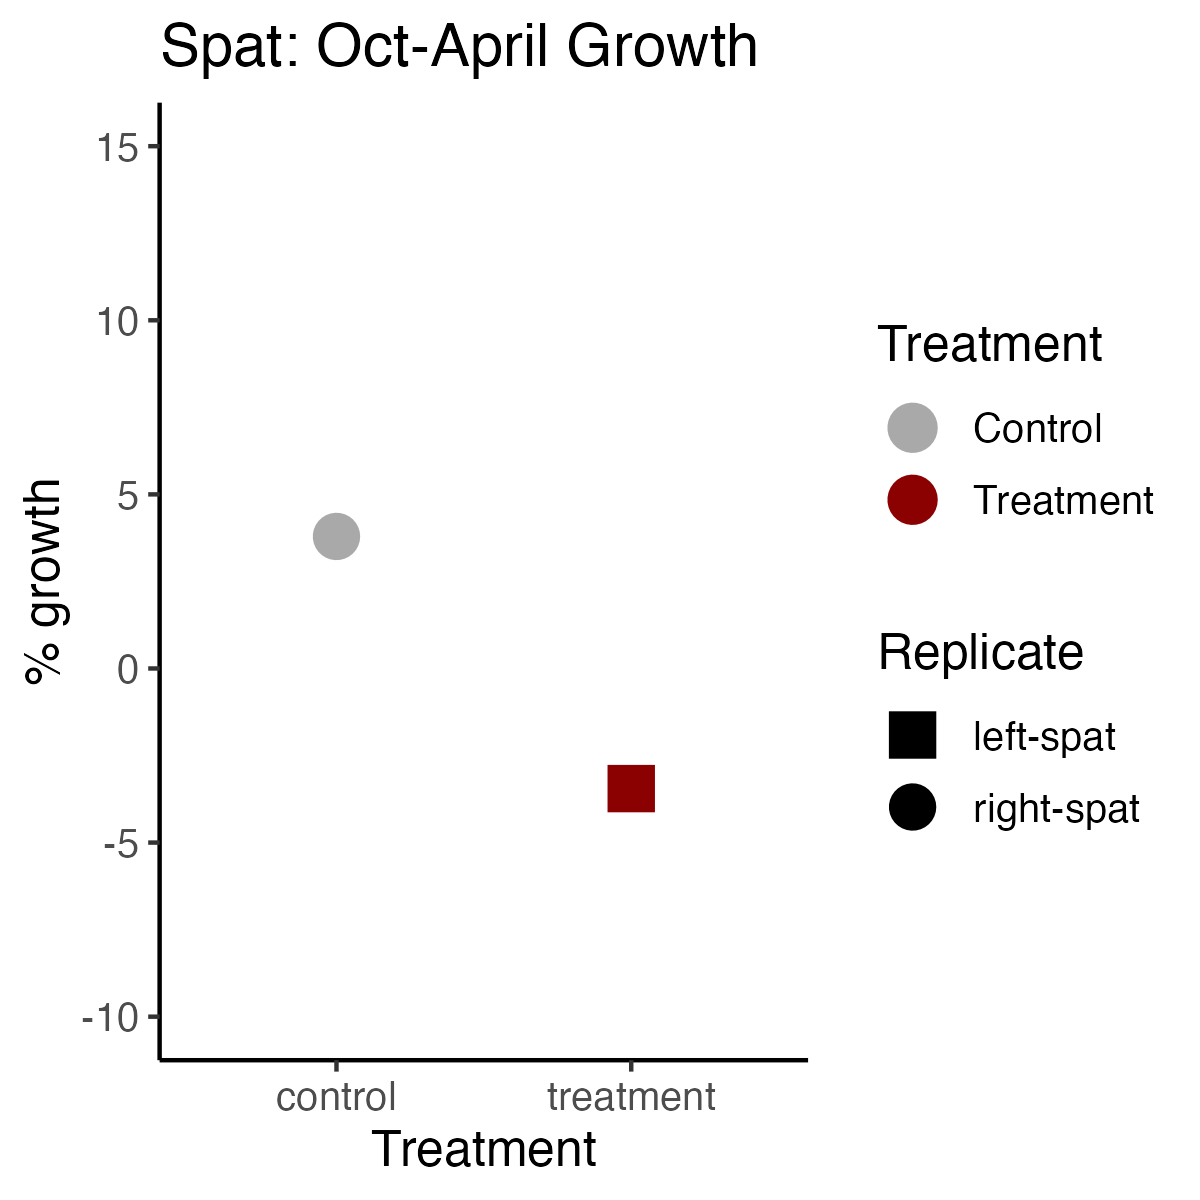 Spat: Oct-April Growth
% growth
15
10
5
0
-5
-10
control
treatment
Treatment
Treatment
Control
Treatment
Replicate
left-spat
right-spat